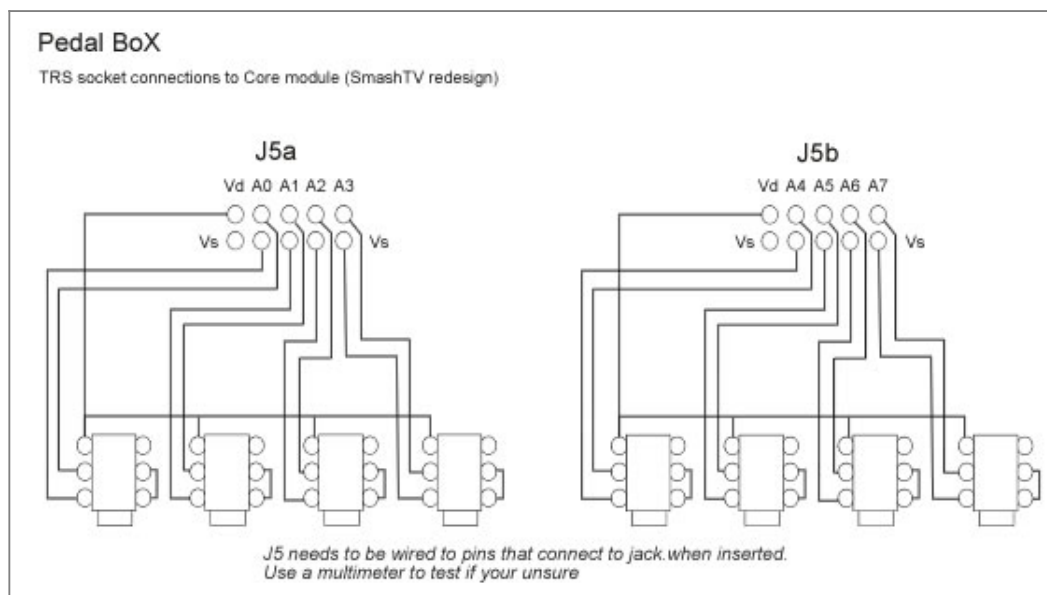 Pedal BoX
TRS socket connections to Core module (SmashTV redesign)
J5a
J5b
Vd A0 A1 A2 A3
Vd A4 A5 A6 A7
Vs Vs
Vs Vs
J5 needs to be wired to pins that connect to jack.when inserted.
Use a multimeter to test if your unsure